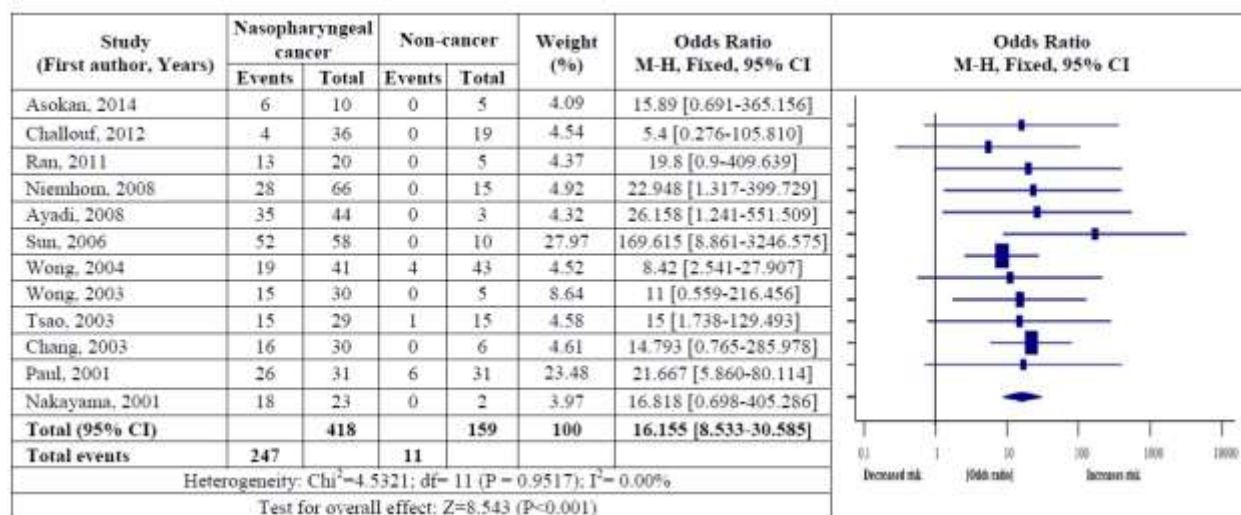 Study (First author, Years) Nasopharyngeal cancer Non-cancer Weight (%) Odds Ratio M-H, Fixed, 95% CI Odds Ratio M-H, Fixed, 95% CI
Events Total Events Total
Asokan, 2014 6 10 0 5 4.09 15.89 [0.691-365.156]
Challouf, 2012 4 36 0 19 4.54 5.4 [0.276-105.810]
Ran, 2011 13 20 0 5 4.37 19.8 [0.9-409.639]
Niemhom, 2008 28 66 0 15 4.92 22.948 [1.317-399.729]
Ayadi, 2008 35 44 0 3 4.32 26.158 [1.241-551.509]
Sun, 2006 52 58 0 10 27.97 169.615 [8.861-3246.575]
Wong, 2004 19 41 4 43 4.52 8.42 [2.541-27.907]
Wong, 2003 15 30 0 5 8.64 11 [0.559-216.456]
Tsao, 2003 15 29 1 15 4.58 15 [1.738-129.493]
Chang, 2003 16 30 0 6 4.61 14.793 [0.765-285.978]
Paul, 2001 26 31 6 31 23.48 21.667 [5.860-80.114]
Nakayama, 2001 18 23 0 2 3.97 16.818 [0.698-405.286]
Total (95% CI) 418 159 100 16.155 [8.533-30.585]
Total events 247 11
Heterogeneity: Chi²=4.5321; df= 11 (P = 0.9517); I²= 0.00%
Test for overall effect: Z=8.543 (P<0.001)
0.1 1 10 100 1000 10000
Decreased risk [Odds ratio] Increases risk